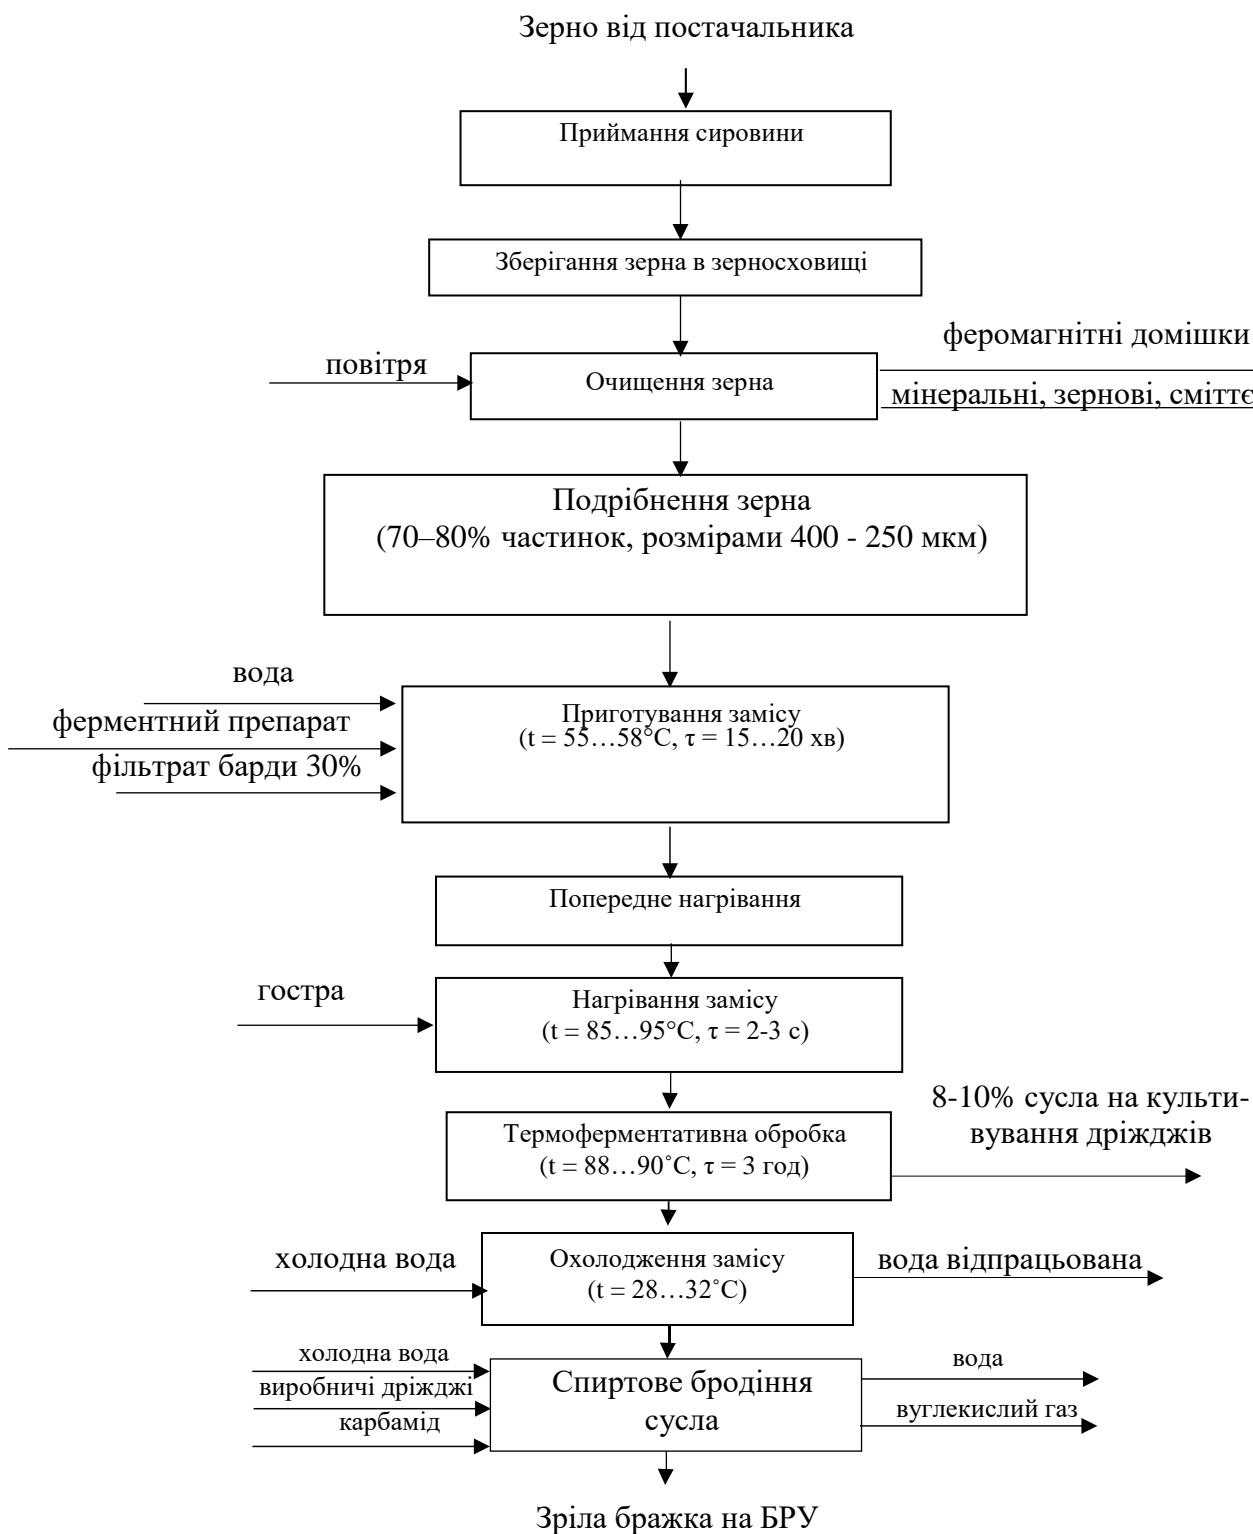 Зерно від постачальника
Приймання сировини
Зберігання зерна в зерносховищі
феромагнітні домішки
повітря
Очищення зерна
мінеральні, зернові, сміттє
Подрібнення зерна
(70–80% частинок, розмірами 400 - 250 мкм)
вода
ферментний препарат
фільтрат барди 30%
Приготування замісу
(t = 55…58°C, τ = 15…20 хв)
Попереднє нагрівання
гостра
Нагрівання замісу
(t = 85…95°C, τ = 2-3 с)
8-10% сусла на культи-
вування дріжджів
Термоферментативна обробка
(t = 88…90˚C, τ = 3 год)
холодна вода
Охолодження замісу
(t = 28…32˚C)
вода відпрацьована
холодна вода
виробничі дріжджі
карбамід
Спиртове бродіння
сусла
вода
вуглекислий газ
Зріла бражка на БРУ